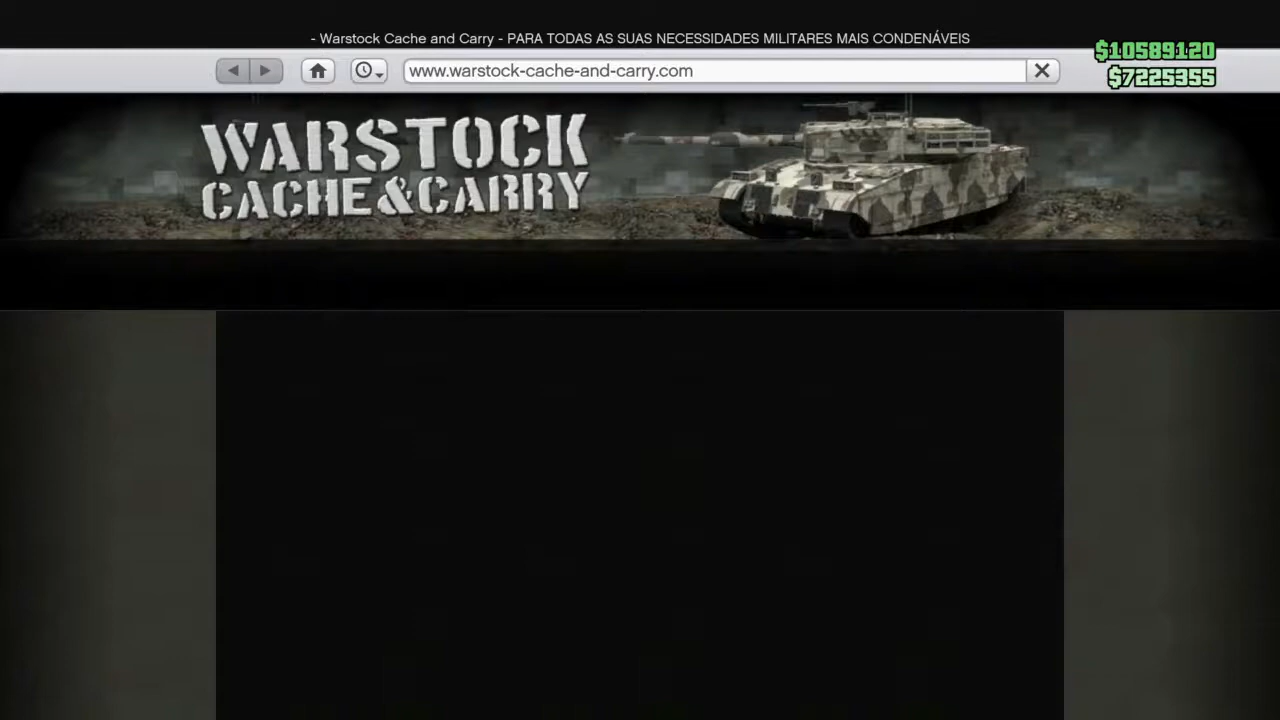 - Warstock Cache and Carry - PARA TODAS AS SUAS NECESSIDADES MILITARES MAIS CONDENÁVEIS
$10589120
www.warstock-cache-and-carry.com
$7225355
WARSTOCK
CACHE&CARRY